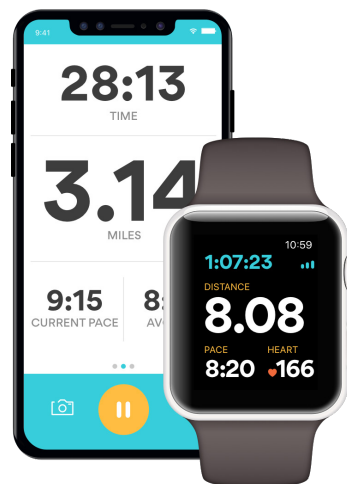 9:41
28:13
TIME
3.14
MILES
9:15
CURRENT PACE
10:59
1:07:23
DISTANCE
8.08
PACE HEART
8:20 166